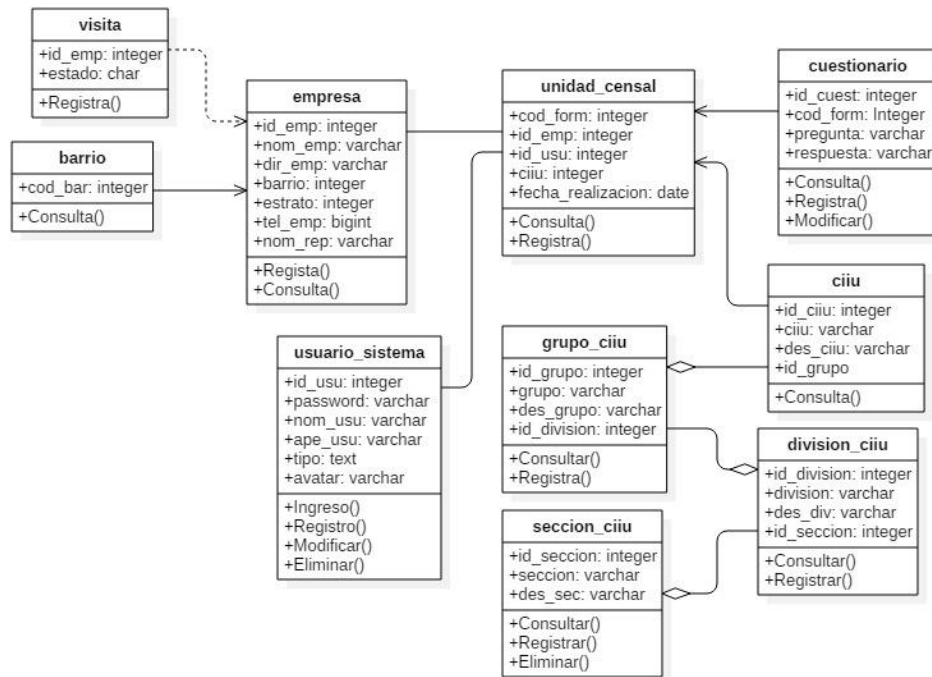 visita
+id_emp: integer
+estado: char
+Registra()
barrio
+cod_bar: integer
+Consulta()
empresa
+id_emp: integer
+nom_emp: varchar
+dir_emp: varchar
+barrio: integer
+estrato: integer
+tel_emp: bigint
+nom_rep: varchar
+Regista()
+Consulta()
usuario_sistema
+id_usu: integer
+password: varchar
+nom_usu: varchar
+ape_usu: varchar
+tipo: text
+avatar: varchar
+Ingreso()
+Registro()
+Modificar()
+Eliminar()
unidad_censal
+cod_form: integer
+id_emp: integer
+id_usu: integer
+ciiu: integer
+fecha_realizacion: date
+Consulta()
+Registra()
cuestionario
+id_cuest: integer
+cod_form: Integer
+pregunta: varchar
+respuesta: varchar
+Consulta()
+Registra()
+Modificar()
ciiu
+id_ciiu: integer
+ciiu: varchar
+des_ciiu: varchar
+id_grupo
+Consulta()
grupo_ciiu
+id_grupo: integer
+grupo: varchar
+des_grupo: varchar
+id_division: integer
+Consultar()
+Registra()
division_ciiu
+id_division: integer
+division: varchar
+des_div: varchar
+id_seccion: integer
+Consultar()
+Registrar()
seccion_ciiu
+id_seccion: integer
+seccion: varchar
+des_sec: varchar
+Consultar()
+Registrar()
+Eliminar()